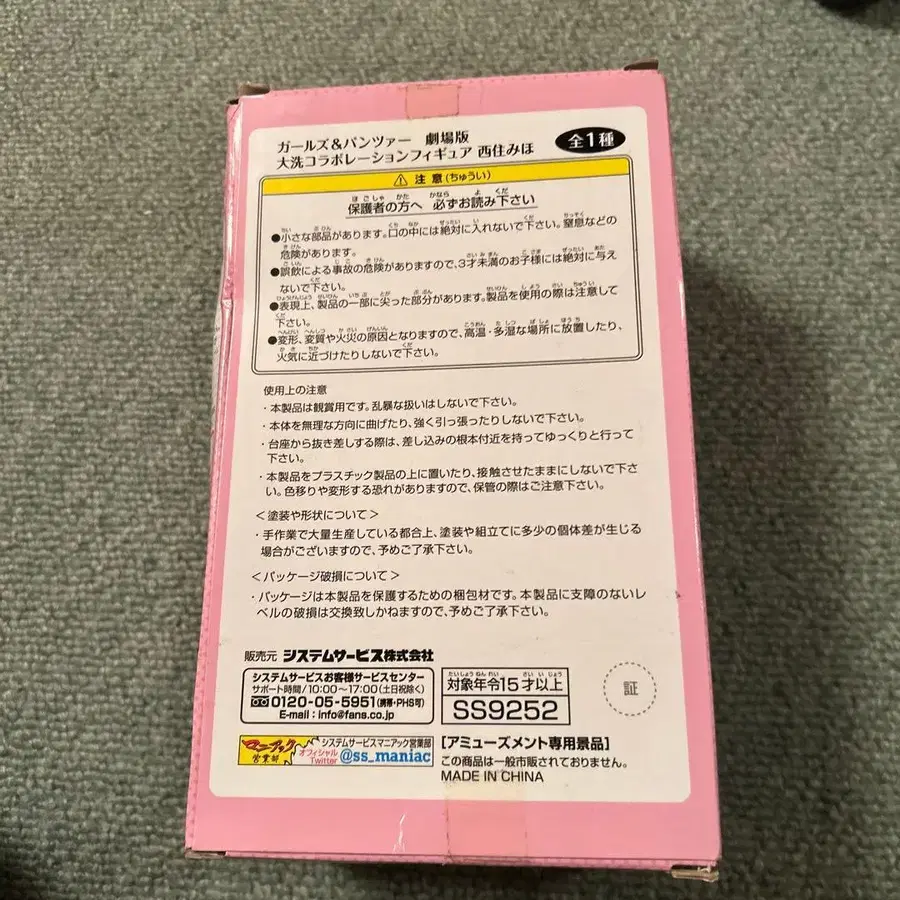 ガールズ&パンツァー 劇場版
大洗コラボレーションフィギュア 西住みほ
全1種
⚠ 注意(ちゅうい)
保護者の方へ 必ずお読み下さい
●小さな部品があります。口の中には絶対に入れないで下さい。窒息などの
危険があります。
●誤飲による事故の危険がありますので、3才未満のお子様には絶対に与え
ないで下さい。
●表現上、製品の一部に尖った部分があります。製品を使用の際は注意して
下さい。
●変形、変質や火災の原因となりますので、高温・多湿な場所に放置したり、
火気に近づけたりしないで下さい。
使用上の注意
・本製品は観賞用です。乱暴な扱いはしないで下さい。
・本体を無理な方向に曲げたり、強く引っ張ったりしないで下さい。
・台座から抜き差しする際は、差し込みの根本付近を持ってゆっくりと行って
下さい。
・本製品をプラスチック製品の上に置いたり、接触させたままにしないで下さ
い。色移りや変形する恐れがありますので、保管の際はご注意下さい。
<塗装や形状について>
・手作業で大量生産している都合上、塗装や組立てに多少の個体差が生じる
場合がございますので、予めご了承下さい。
<パッケージ破損について>
・パッケージは本製品を保護するための梱包材です。本製品に支障のないレ
ベルの破損は交換致しかねますので、予めご了承下さい。
販売元 システムサービス株式会社
システムサービスお客様サービスセンター
サポート時間/10:00~17:00(土日祝除く)
0120-05-5951(携帯・PHS可)
E-mail:info@fans.co.jp
対象年令15才以上
SS9252
証
マニアック
営業部
オフィシャル
Twitter
システムサービスマニアック営業部
@ss_maniac
[アミューズメント専用景品]
この商品は一般市販されておりません。
MADE IN CHINA